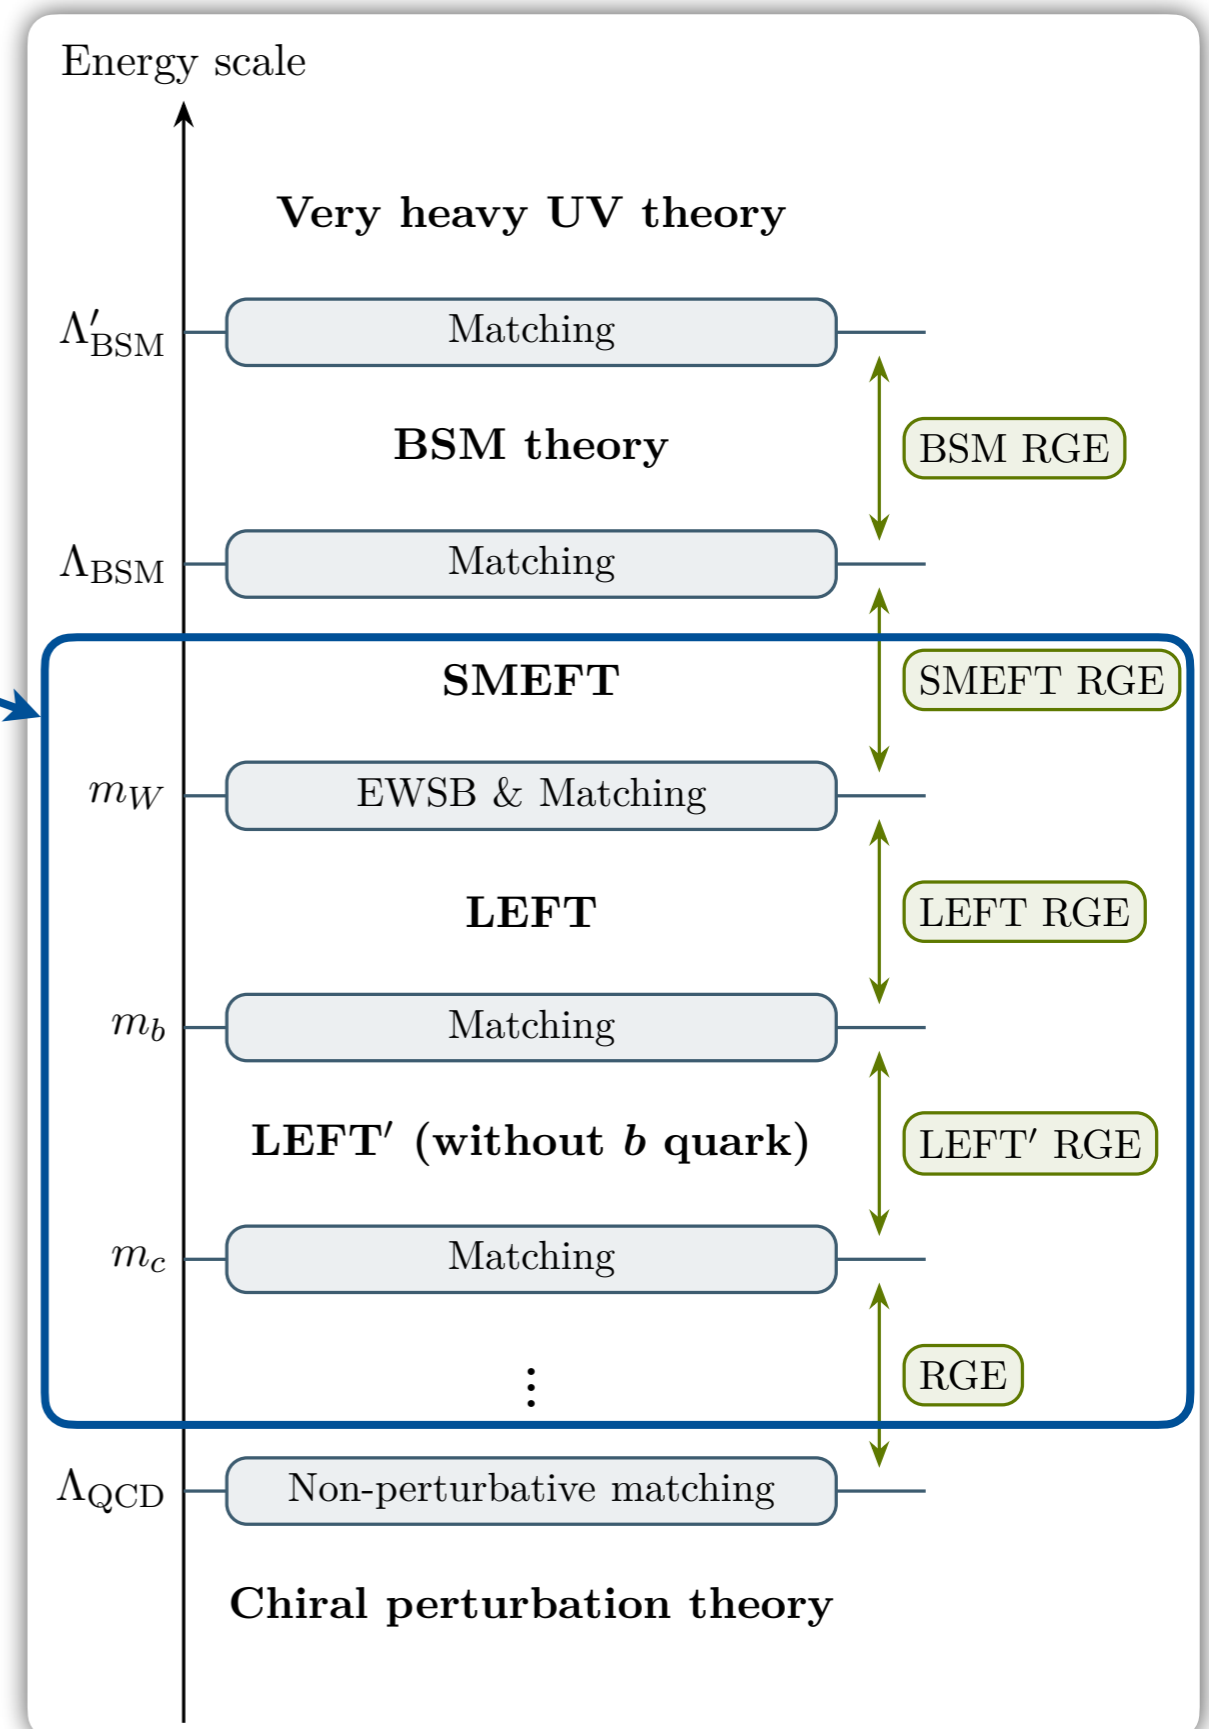 Energy scale
Very heavy UV theory
Λ′BSM Matching
BSM theory BSM RGE
ΛBSM Matching
SMEFT SMEFT RGE
mW EWSB & Matching
LEFT LEFT RGE
mb Matching
LEFT′ (without b quark) LEFT′ RGE
mc Matching
⋮ RGE
ΛQCD Non-perturbative matching
Chiral perturbation theory